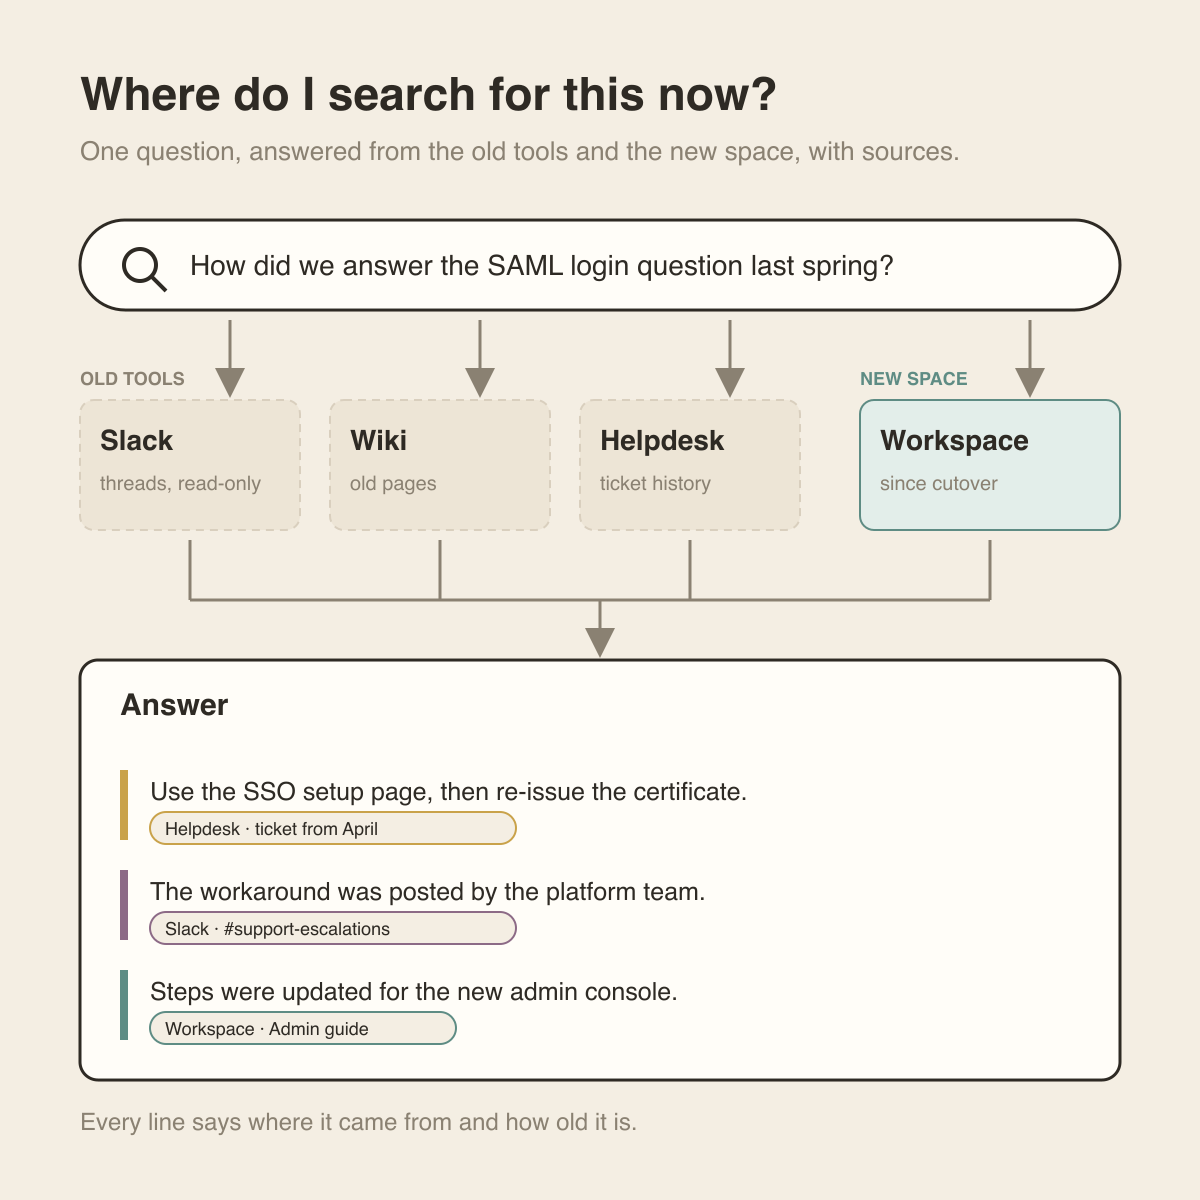 Where do I search for this now?
One question, answered from the old tools and the new space, with sources.
How did we answer the SAML login question last spring?
OLD TOOLS
NEW SPACE
Slack
threads, read-only
Wiki
old pages
Helpdesk
ticket history
Workspace
since cutover
Answer
Use the SSO setup page, then re-issue the certificate.
Helpdesk · ticket from April
The workaround was posted by the platform team.
Slack · #support-escalations
Steps were updated for the new admin console.
Workspace · Admin guide
Every line says where it came from and how old it is.